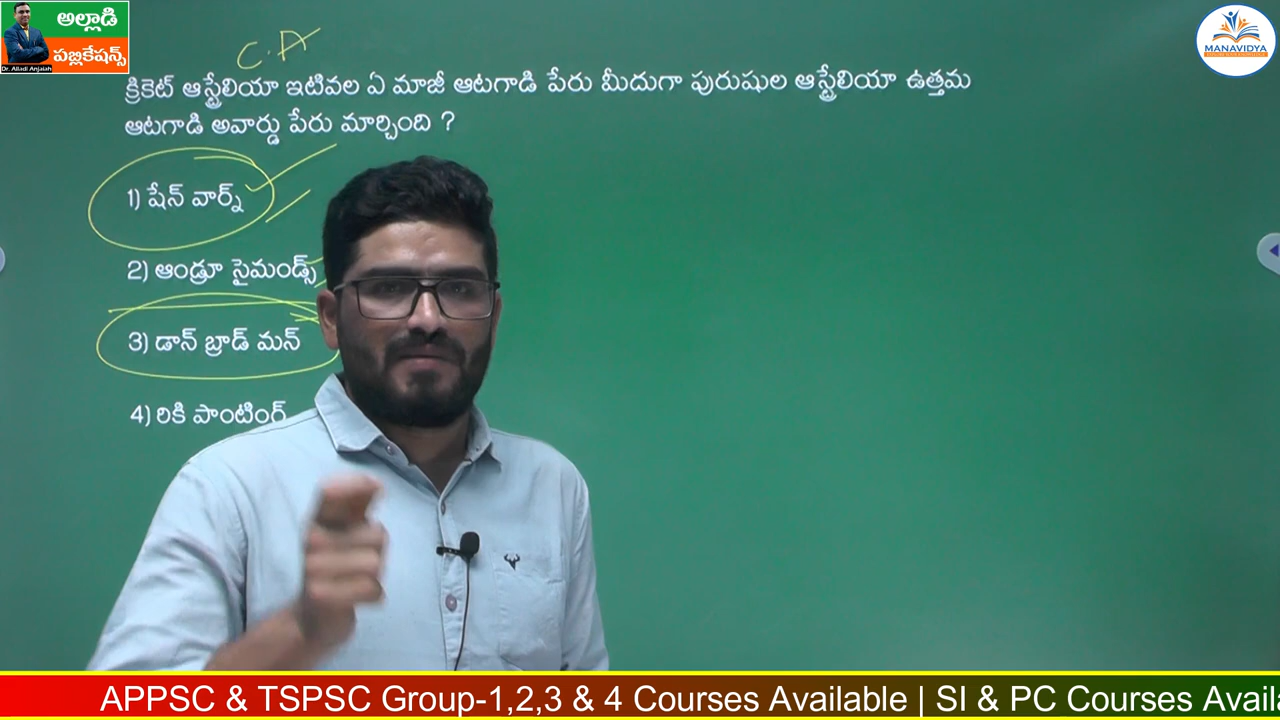 అల్లాడి
పబ్లికేషన్స్
Dr. Alladi Anjaiah
MANAVIDYA
C.A
క్రికెట్ ఆస్ట్రేలియా ఇటీవల ఏ మాజీ ఆటగాడి పేరు మీదుగా పురుషుల ఆస్ట్రేలియా ఉత్తమ
ఆటగాడి అవార్డు పేరు మార్చింది ?
1) షేన్ వార్న్
2) ఆండ్రూ సైమండ్స్
3) డాన్ బ్రాడ్ మన్
4) రికి పాంటింగ్
APPSC & TSPSC Group-1,2,3 & 4 Courses Available | SI & PC Courses Availa